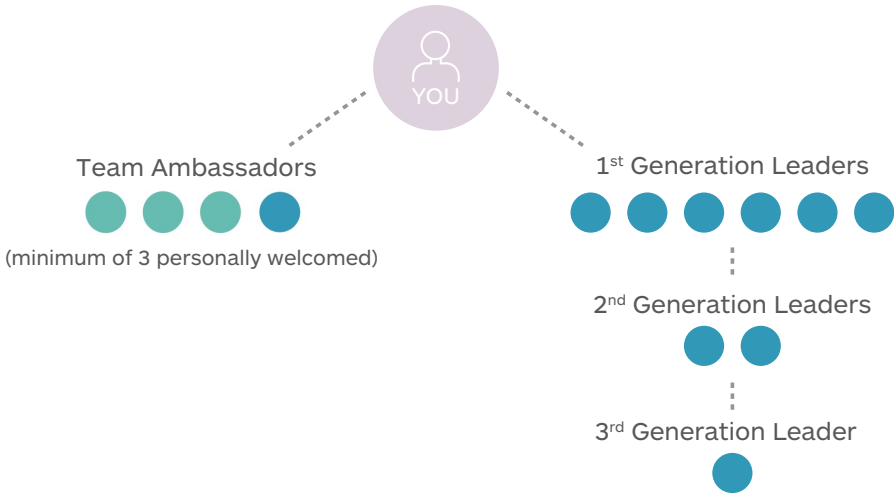 YOU
Team Ambassadors
(minimum of 3 personally welcomed)
1st Generation Leaders
2nd Generation Leaders
3rd Generation Leader